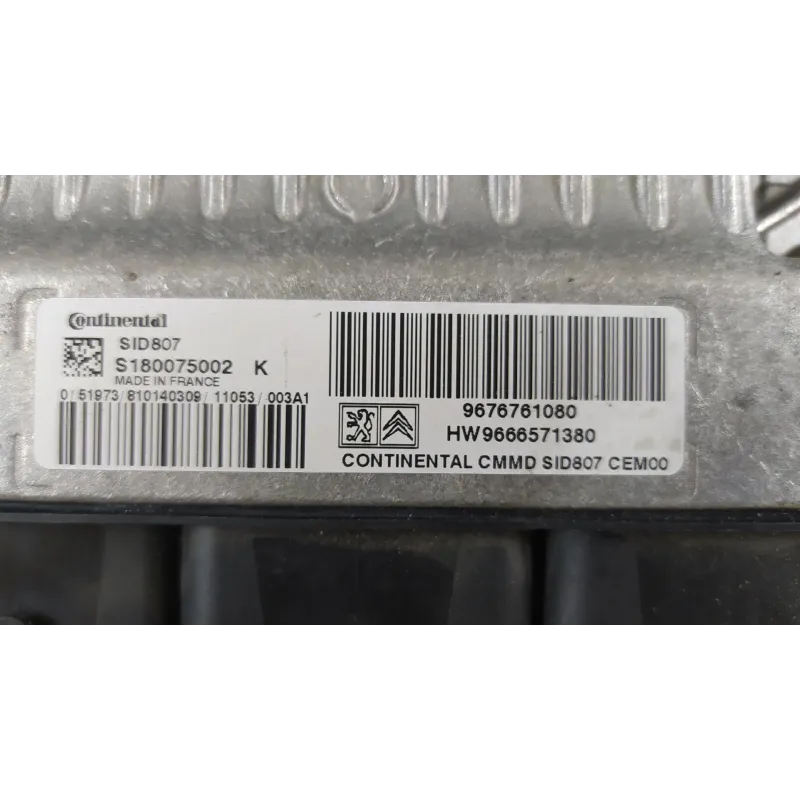 Continental
SID807
S180075002 K
MADE IN FRANCE
0/51973/810140309/11053/003A1
9676761080
HW9666571380
CONTINENTAL CMMD SID807 CEM00